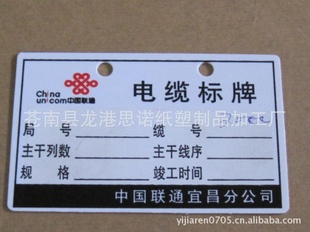 China unicom中国联通
电缆标牌
苍南县龙港思诺纸塑制品加工厂
局 号 缆 号
主干列数 主干线序
规 格 竣工时间
中国联通宜昌分公司
yijiaren0705.cn.alibaba.com